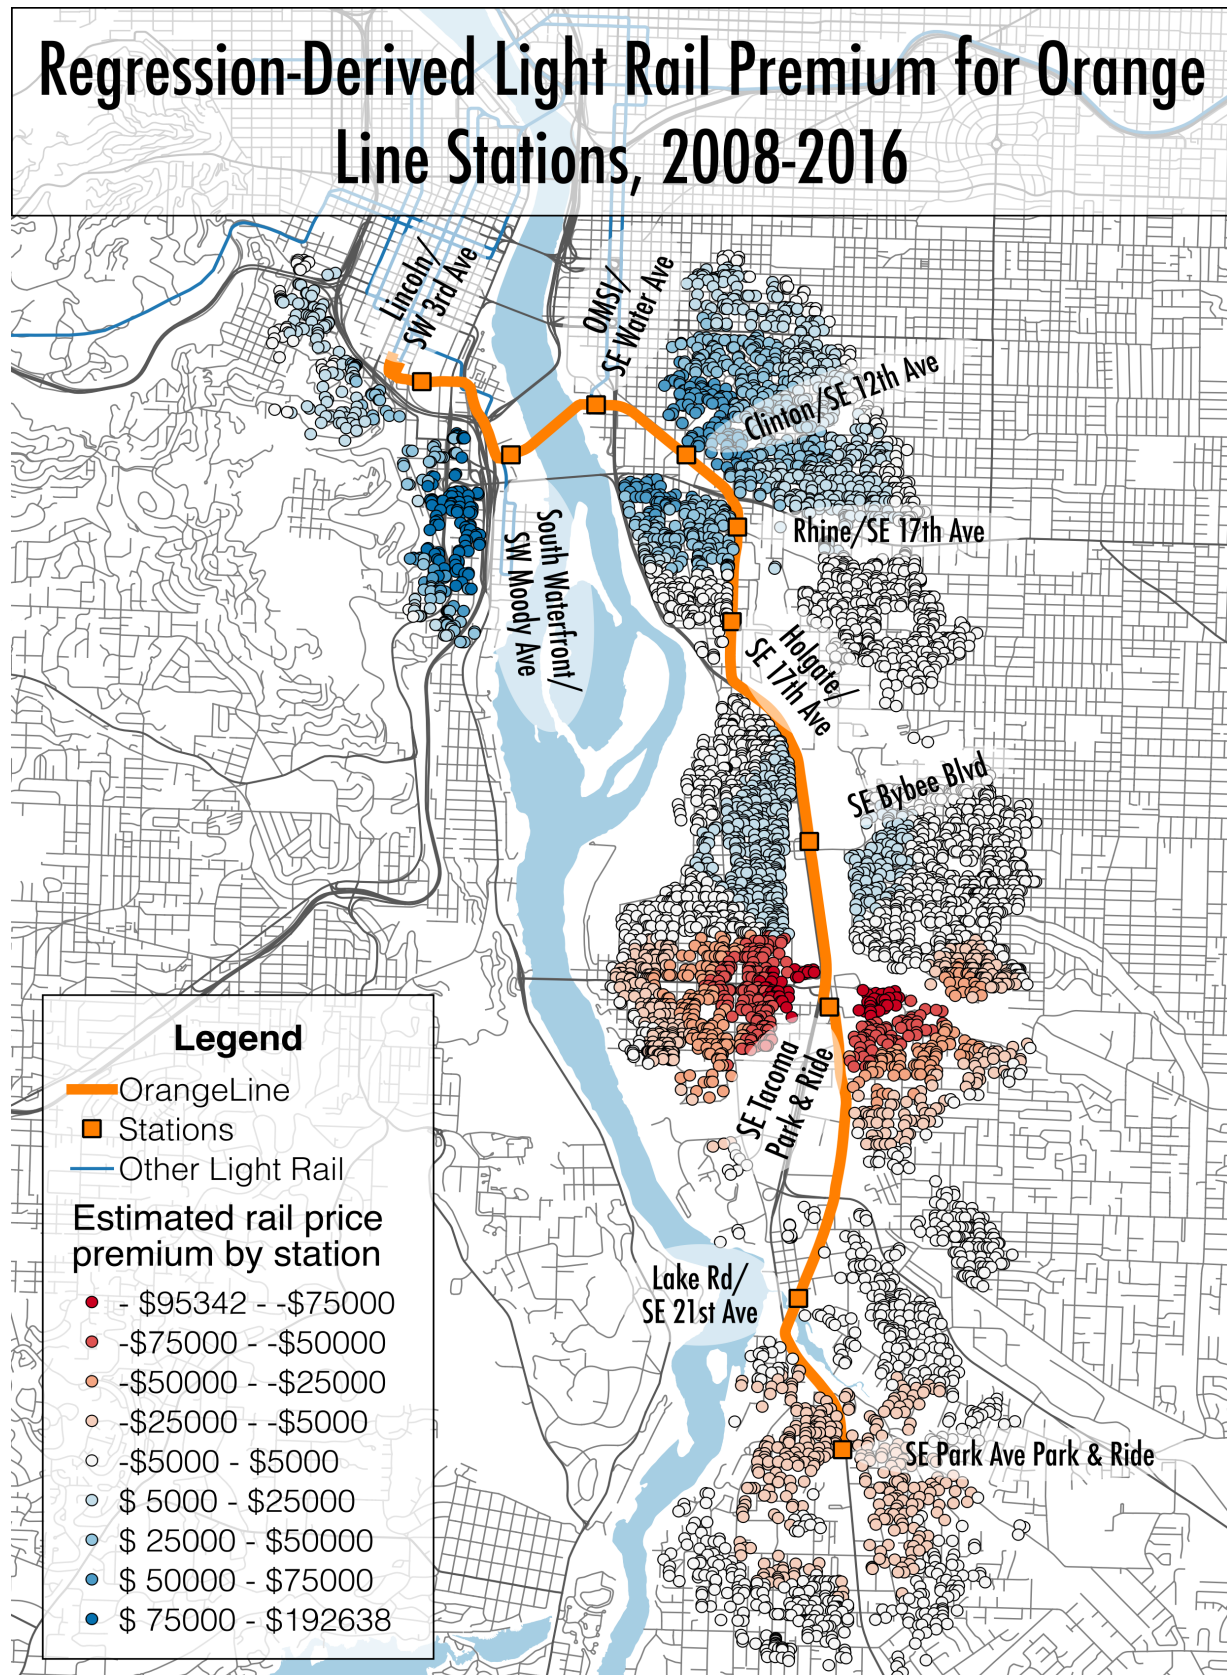 Regression-Derived Light Rail Premium for Orange
Line Stations, 2008-2016
Lincoln/
SW 3rd Ave
OMSI/
SE Water Ave
Clinton/SE 12th Ave
Rhine/SE 17th Ave
South Waterfront/
SW Moody Ave
Holgate/
SE 17th Ave
SE Bybee Blvd
SE Tacoma
Park & Ride
Lake Rd/
SE 21st Ave
SE Park Ave Park & Ride
Legend
OrangeLine
Stations
Other Light Rail
Estimated rail price
premium by station
- $95342 - -$75000
-$75000 - -$50000
-$50000 - -$25000
-$25000 - -$5000
-$5000 - $5000
$ 5000 - $25000
$ 25000 - $50000
$ 50000 - $75000
$ 75000 - $192638